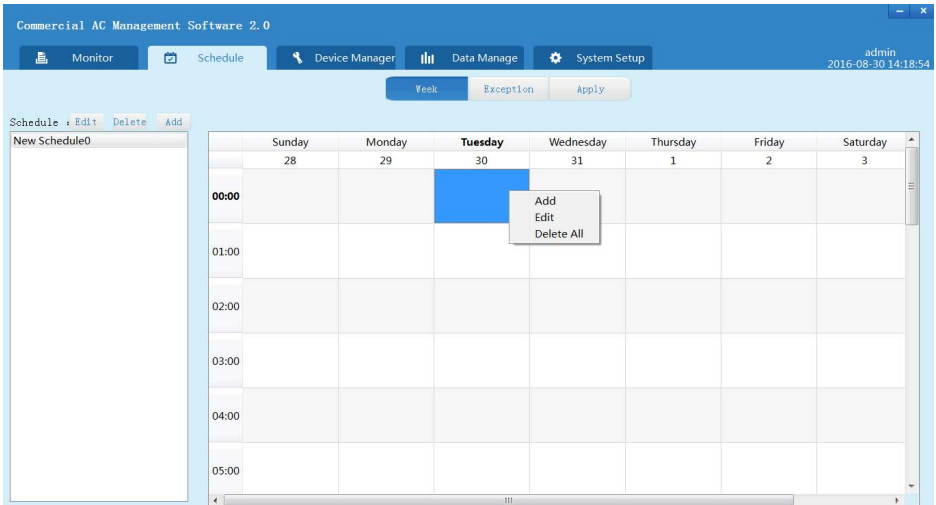 Commercial AC Management Software 2.0
Monitor Schedule Device Manager Data Manage System Setup
admin
2016-08-30 14:18:54
Week Exception Apply
Schedule : Edit Delete Add
New Schedule0
Sunday Monday Tuesday Wednesday Thursday Friday Saturday
28 29 30 31 1 2 3
00:00
Add
Edit
Delete All
01:00
02:00
03:00
04:00
05:00